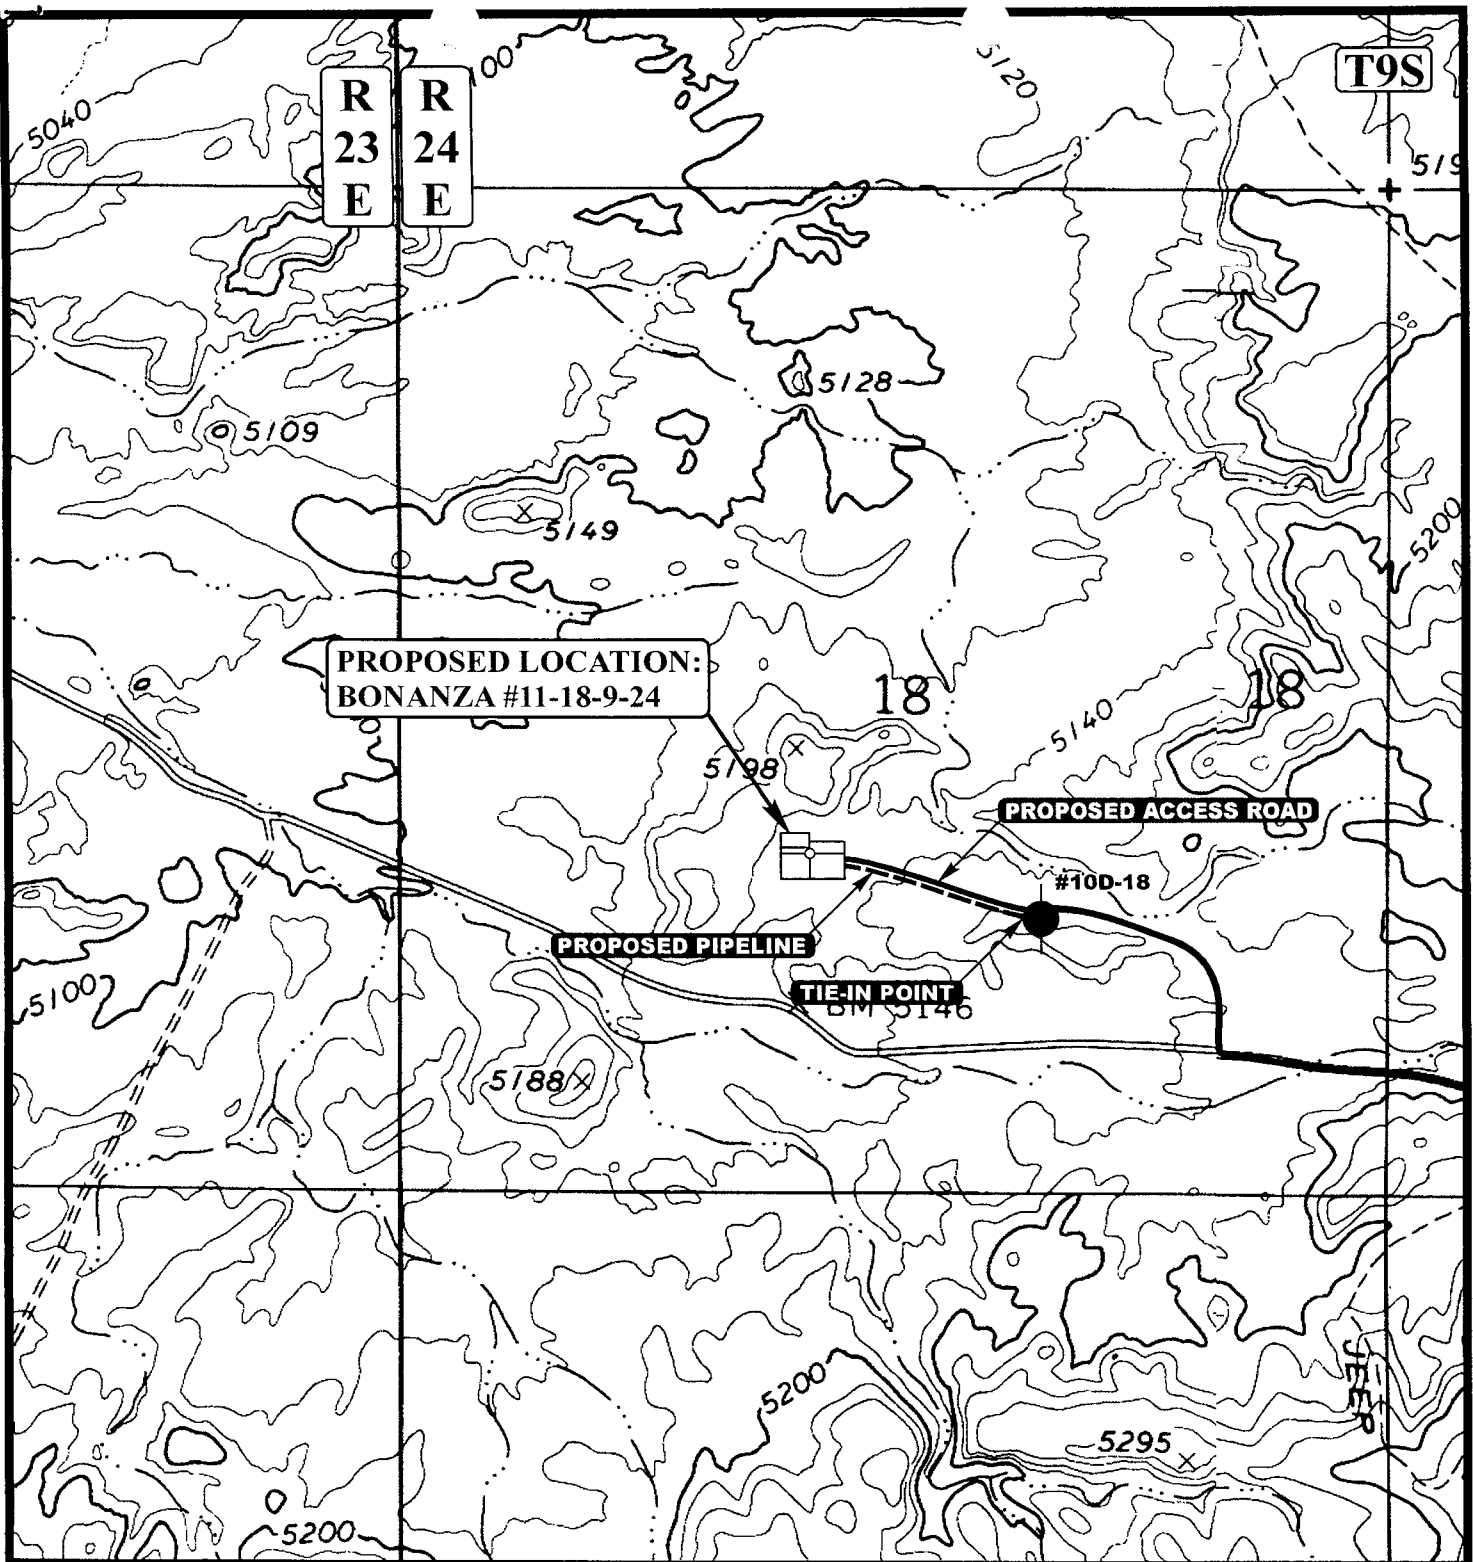 R
23
E
R
24
E
T9S
5040
5120
5128
5109
5149
5200
PROPOSED LOCATION:
BONANZA #11-18-9-24
18
18
5140
5198
PROPOSED ACCESS ROAD
#10D-18
PROPOSED PIPELINE
TIE-IN POINT
BM 5146
5100
5188
5200
JEEP
5295
5200